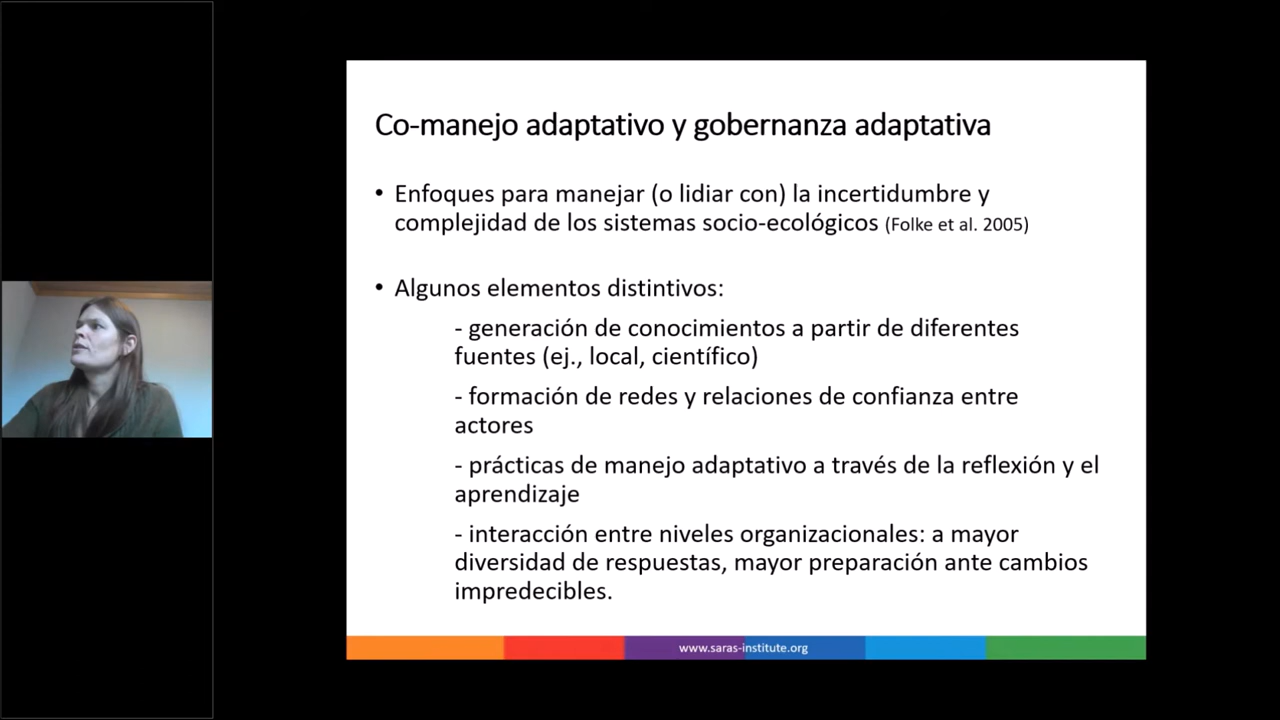 Co-manejo adaptativo y gobernanza adaptativa
• Enfoques para manejar (o lidiar con) la incertidumbre y
complejidad de los sistemas socio-ecológicos (Folke et al. 2005)
• Algunos elementos distintivos:
- generación de conocimientos a partir de diferentes
fuentes (ej., local, científico)
- formación de redes y relaciones de confianza entre
actores
- prácticas de manejo adaptativo a través de la reflexión y el
aprendizaje
- interacción entre niveles organizacionales: a mayor
diversidad de respuestas, mayor preparación ante cambios
impredecibles.
www.saras-institute.org